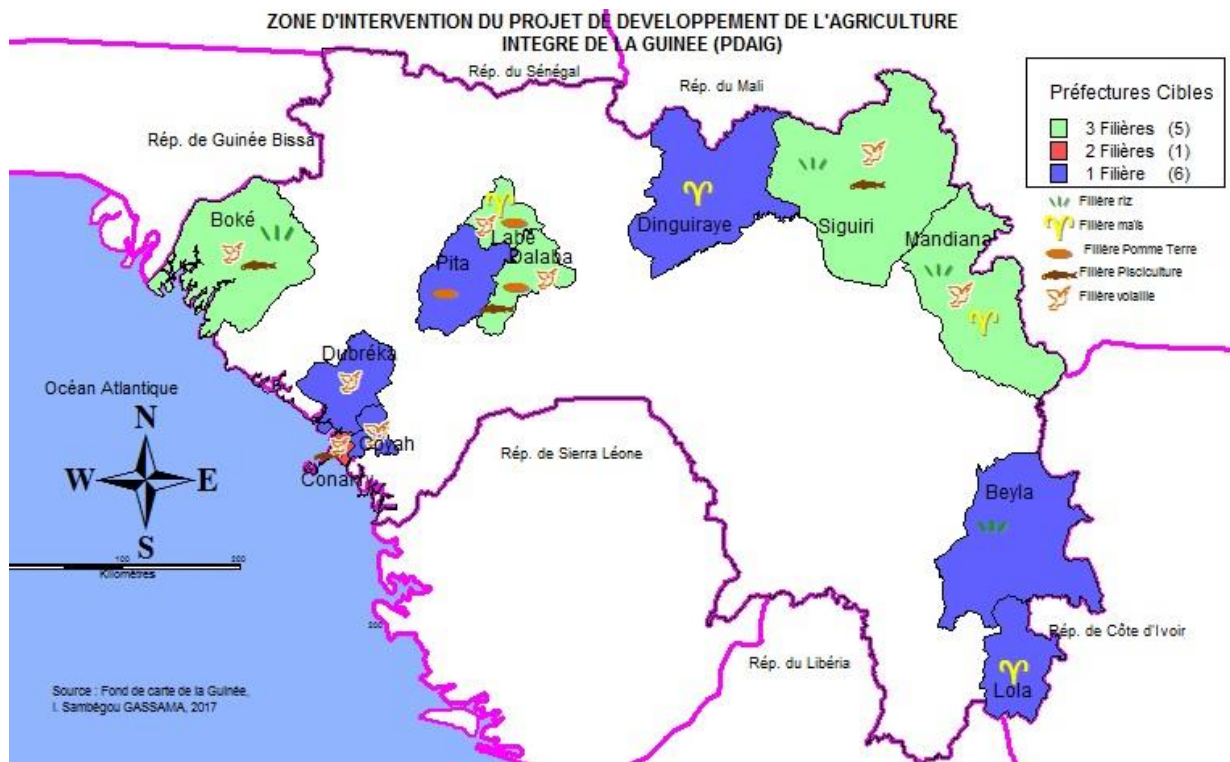 ZONE D'INTERVENTION DU PROJET DE DEVELOPPEMENT DE L'AGRICULTURE
INTEGRE DE LA GUINEE (PDAIG)
Rép. du Sénégal
Rép. du Mali
Rép. de Guinée Bissa
Préfectures Cibles
3 Filières (5)
2 Filières (1)
1 Filière (6)
Filière riz
Filière maïs
Filière Pomme Terre
Filière Pisciculture
Filière volaille
Boké
Labé
Dalaba
Pita
Dinguiraye
Siguiri
Mandiana
Dubréka
Coyah
Océan Atlantique
N
W
E
S
100
200
Kilomètres
200
Rép. de Sierra Léone
Beyla
Rép. de Côte d'Ivoir
Rép. du Libéria
Lola
Source : Fond de carte de la Guinée,
I. Sambégou GASSAMA, 2017